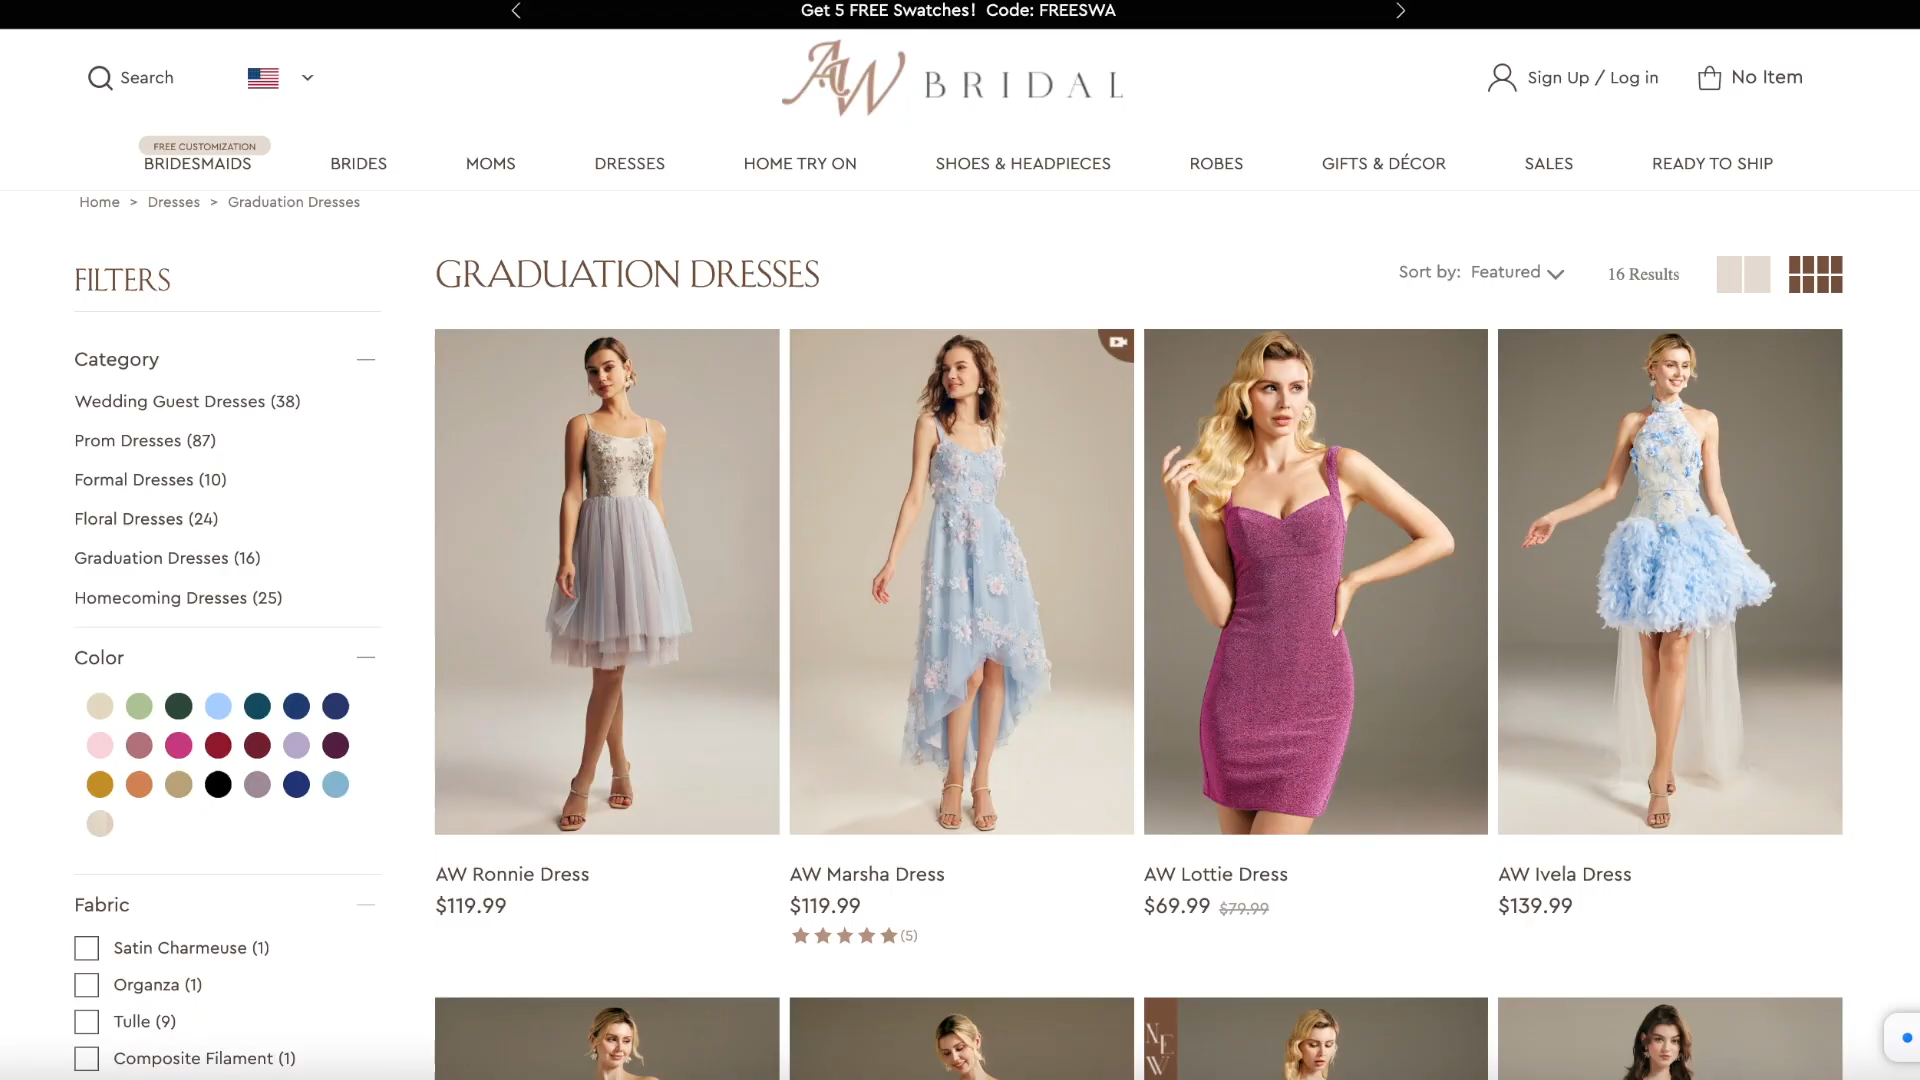 Get 5 FREE Swatches! Code: FREESWA
Search
AW BRIDAL
Sign Up / Log in
No Item
FREE CUSTOMIZATION
BRIDESMAIDS
BRIDES
MOMS
DRESSES
HOME TRY ON
SHOES & HEADPIECES
ROBES
GIFTS & DÉCOR
SALES
READY TO SHIP
Home > Dresses > Graduation Dresses
FILTERS
Category
Wedding Guest Dresses (38)
Prom Dresses (87)
Formal Dresses (10)
Floral Dresses (24)
Graduation Dresses (16)
Homecoming Dresses (25)
Color
Fabric
Satin Charmeuse (1)
Organza (1)
Tulle (9)
Composite Filament (1)
GRADUATION DRESSES
Sort by: Featured
16 Results
AW Ronnie Dress
$119.99
AW Marsha Dress
$119.99
(5)
AW Lottie Dress
$69.99 $79.99
AW Ivela Dress
$139.99
NEW